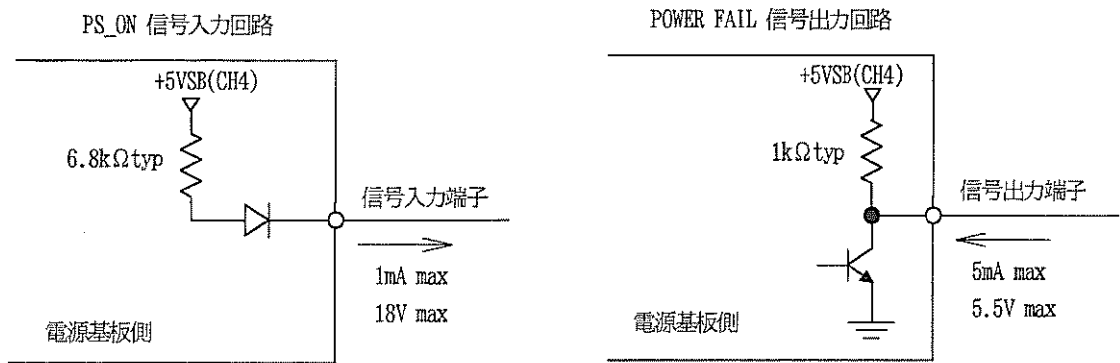 PS_ON 信号入力回路
+5VSB(CH4)
6.8kΩtyp
信号入力端子
1mA max
18V max
電源基板側
POWER FAIL 信号出力回路
+5VSB(CH4)
1kΩtyp
信号出力端子
5mA max
5.5V max
電源基板側